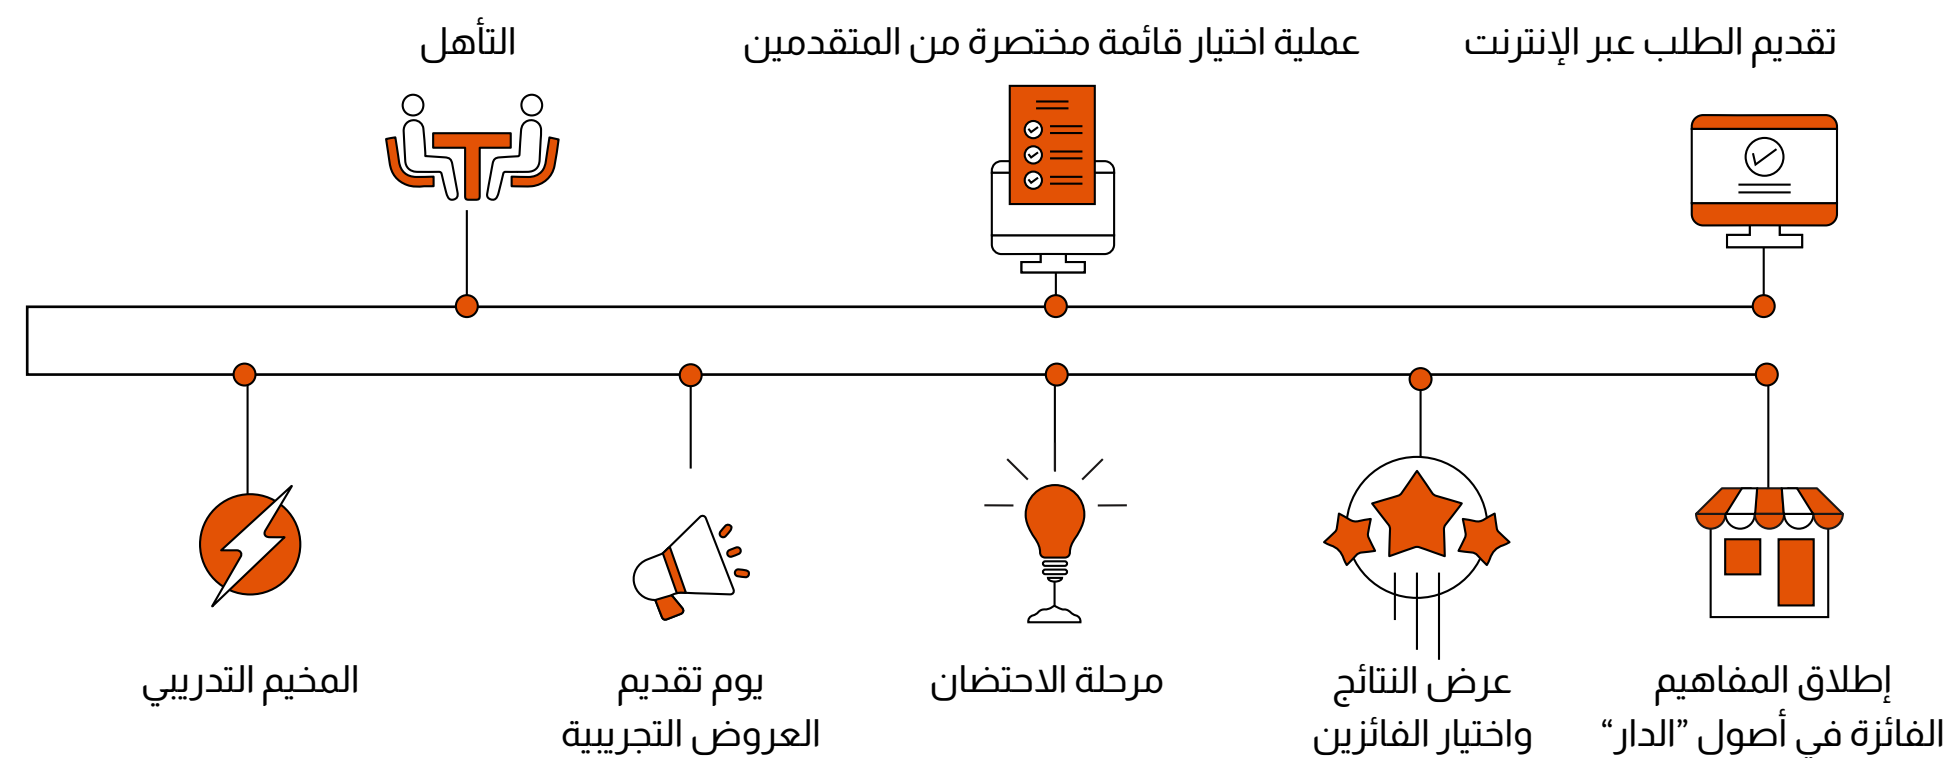 تقديم الطلب عبر الإنترنت
عملية اختيار قائمة مختصرة من المتقدمين
التأهل
المخيم التدريبي
يوم تقديم
العروض التجريبية
مرحلة الاحتضان
عرض النتائج
واختيار الفائزين
إطلاق المفاهيم
الفائزة في أصول ”الدار“